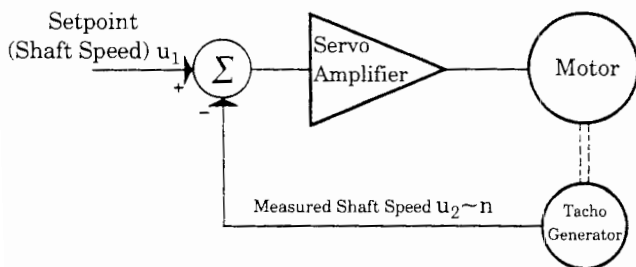 Setpoint
(Shaft Speed) u₁
+
Σ
−
Servo
Amplifier
Motor
Measured Shaft Speed u₂~n
Tacho
Generator